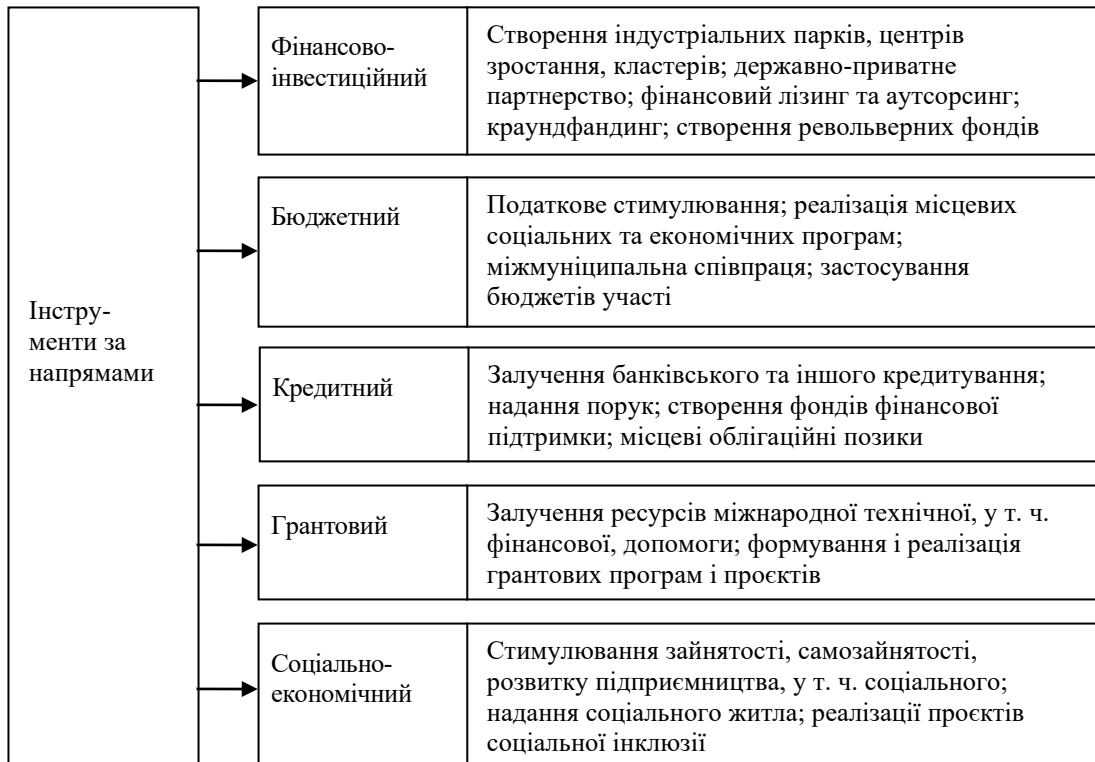 Інстру-
менти за
напрямами
Фінансово-
інвестиційний
Створення індустріальних парків, центрів
зростання, кластерів; державно-приватне
партнерство; фінансовий лізинг та аутсорсинг;
краундфандинг; створення револьверних фондів
Бюджетний
Податкове стимулювання; реалізація місцевих
соціальних та економічних програм;
міжмуніципальна співпраця; застосування
бюджетів участі
Кредитний
Залучення банківського та іншого кредитування;
надання порук; створення фондів фінансової
підтримки; місцеві облігаційні позики
Грантовий
Залучення ресурсів міжнародної технічної, у т. ч.
фінансової, допомоги; формування і реалізація
грантових програм і проєктів
Соціально-
економічний
Стимулювання зайнятості, самозайнятості,
розвитку підприємництва, у т. ч. соціального;
надання соціального житла; реалізації проєктів
соціальної інклюзії